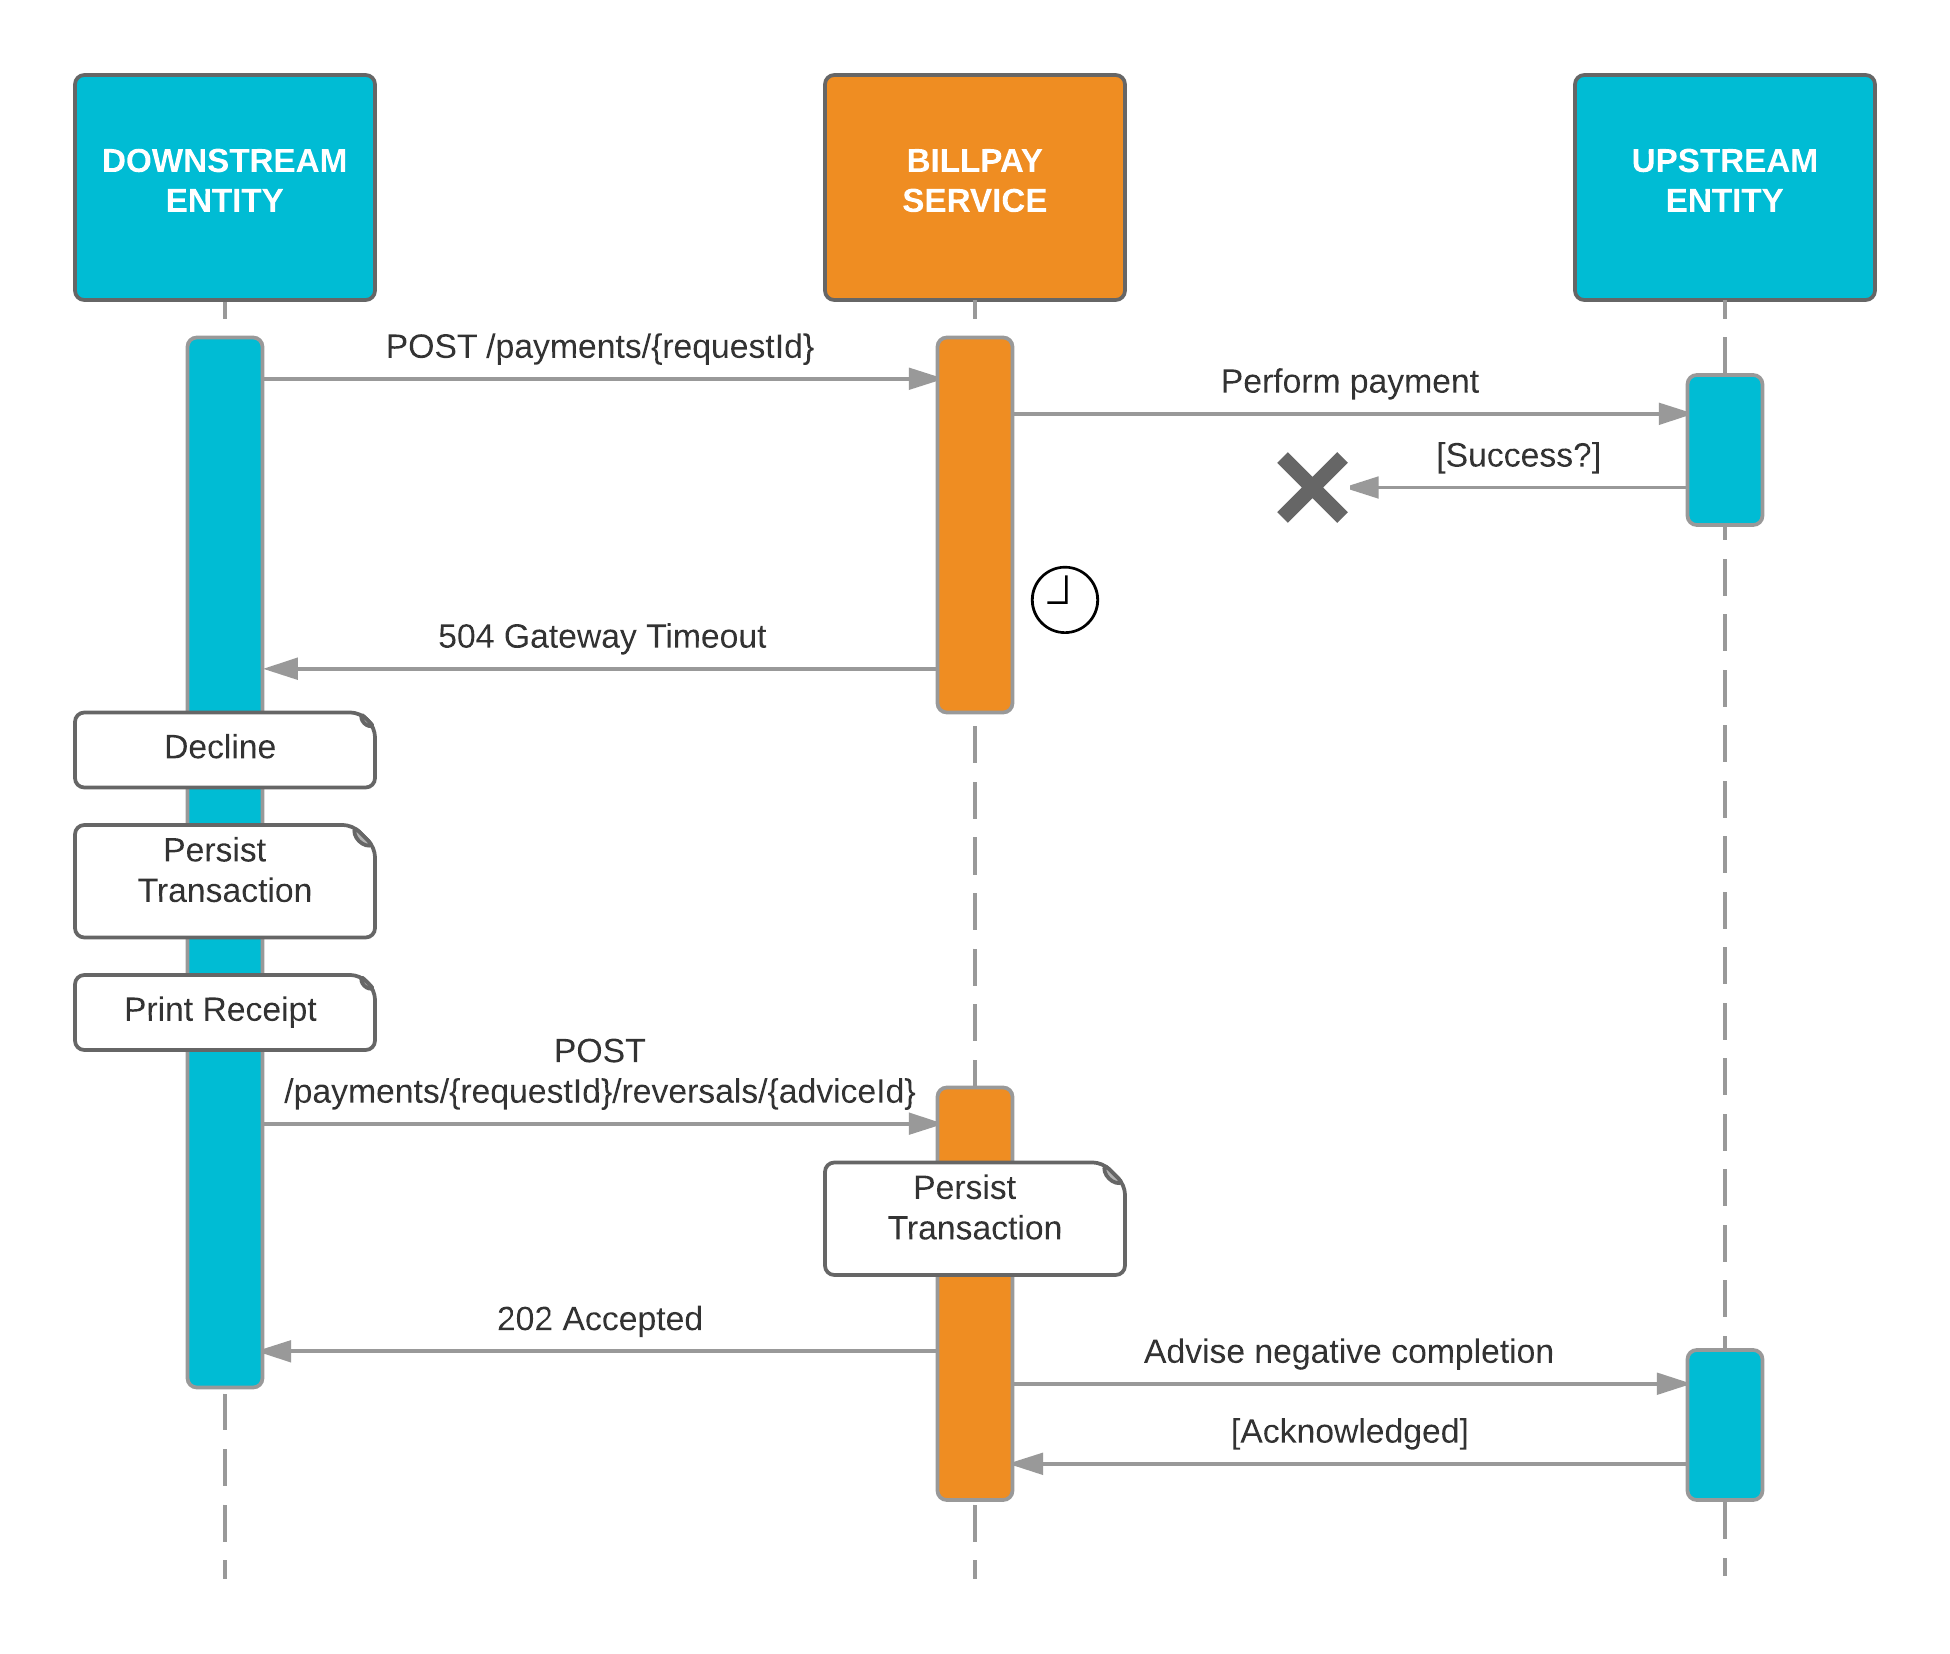 DOWNSTREAM
ENTITY
BILLPAY
SERVICE
UPSTREAM
ENTITY
POST /payments/{requestId}
Perform payment
[Success?]
504 Gateway Timeout
Decline
Persist
Transaction
Print Receipt
POST
/payments/{requestId}/reversals/{adviceId}
Persist
Transaction
202 Accepted
Advise negative completion
[Acknowledged]